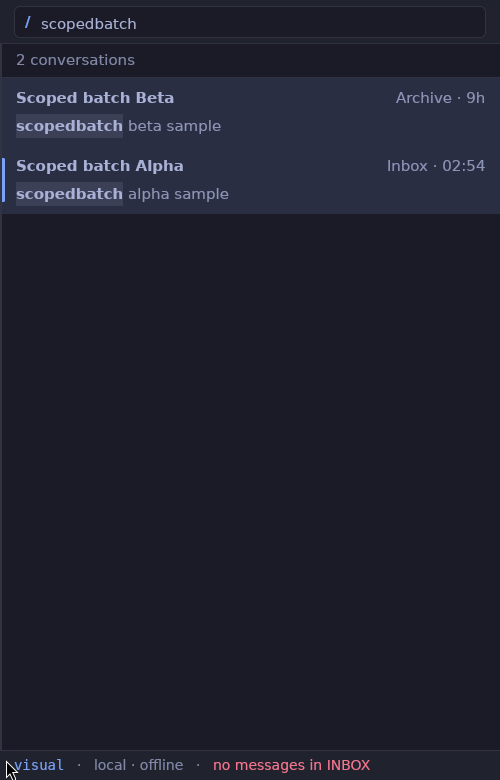 / scopedbatch
2 conversations
Scoped batch Beta Archive · 9h
scopedbatch beta sample
Scoped batch Alpha Inbox · 02:54
scopedbatch alpha sample
visual · local · offline · no messages in INBOX